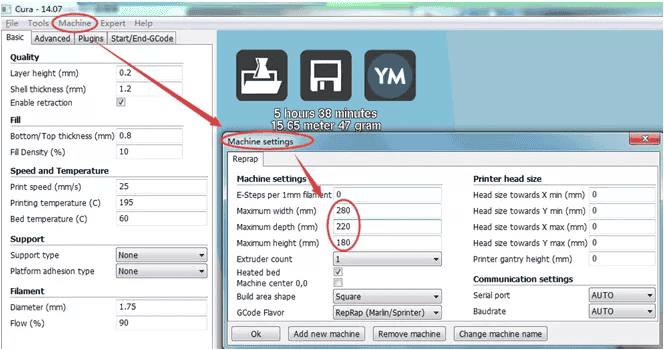 Cura - 14.07
File Tools Machine Expert Help
Basic Advanced Plugins Start/End-GCode
Quality
Layer height (mm) 0.2
Shell thickness (mm) 1.2
Enable retraction
Fill
Bottom/Top thickness (mm) 0.8
Fill Density (%) 10
Speed and Temperature
Print speed (mm/s) 25
Printing temperature (C) 195
Bed temperature (C) 60
Support
Support type None
Platform adhesion type None
Filament
Diameter (mm) 1.75
Flow (%) 90
YM
5 hours 38 minutes
15.65 meter 47 gram
Machine settings
Reprap
Machine settings
E-Steps per 1mm filament 0
Maximum width (mm) 280
Maximum depth (mm) 220
Maximum height (mm) 180
Extruder count 1
Heated bed
Machine center 0,0
Build area shape Square
GCode Flavor RepRap (Marlin/Sprinter)
Printer head size
Head size towards X min (mm) 0
Head size towards Y min (mm) 0
Head size towards X max (mm) 0
Head size towards Y max (mm) 0
Printer gantry height (mm) 0
Communication settings
Serial port AUTO
Baudrate AUTO
Ok Add new machine Remove machine Change machine name